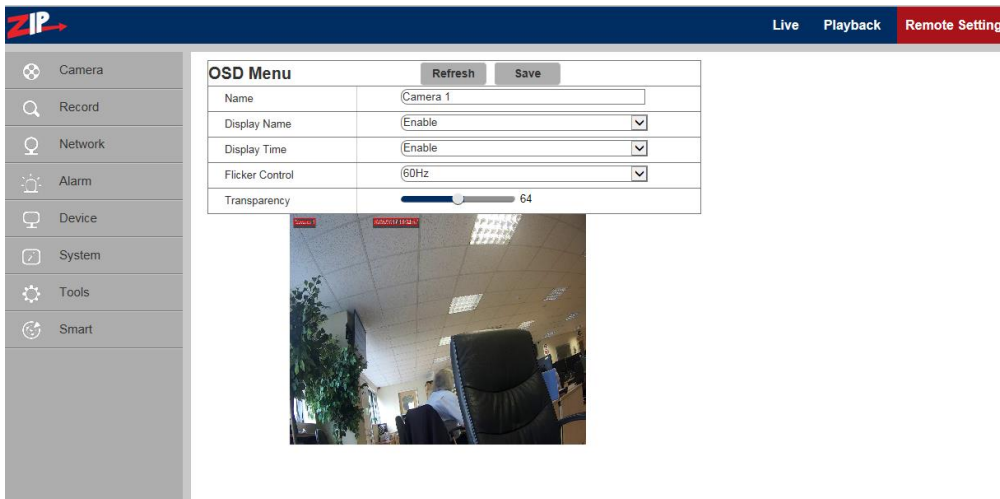 ZIP
Live Playback Remote Setting
Camera
Record
Network
Alarm
Device
System
Tools
Smart
OSD Menu Refresh Save
Name Camera 1
Display Name Enable
Display Time Enable
Flicker Control 60Hz
Transparency 64